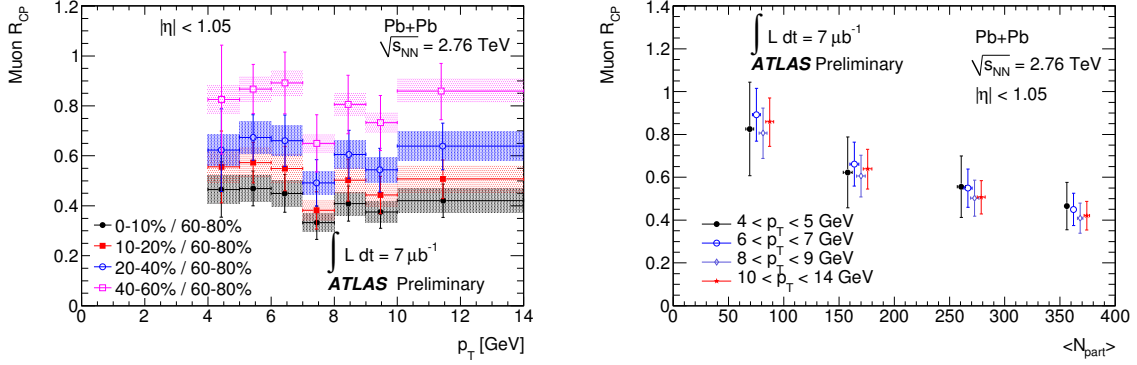 Muon R_CP
1.2
1
0.8
0.6
0.4
0.2
0
|η| < 1.05
Pb+Pb
√s_NN = 2.76 TeV
0-10% / 60-80%
10-20% / 60-80%
20-40% / 60-80%
40-60% / 60-80%
∫ L dt = 7 μb⁻¹
ATLAS Preliminary
0 2 4 6 8 10 12 14
p_T [GeV]
Muon R_CP
1.4
1.2
1
0.8
0.6
0.4
0.2
0
∫ L dt = 7 μb⁻¹
ATLAS Preliminary
Pb+Pb
√s_NN = 2.76 TeV
|η| < 1.05
4 < p_T < 5 GeV
6 < p_T < 7 GeV
8 < p_T < 9 GeV
10 < p_T < 14 GeV
0 50 100 150 200 250 300 350 400
<N_part>